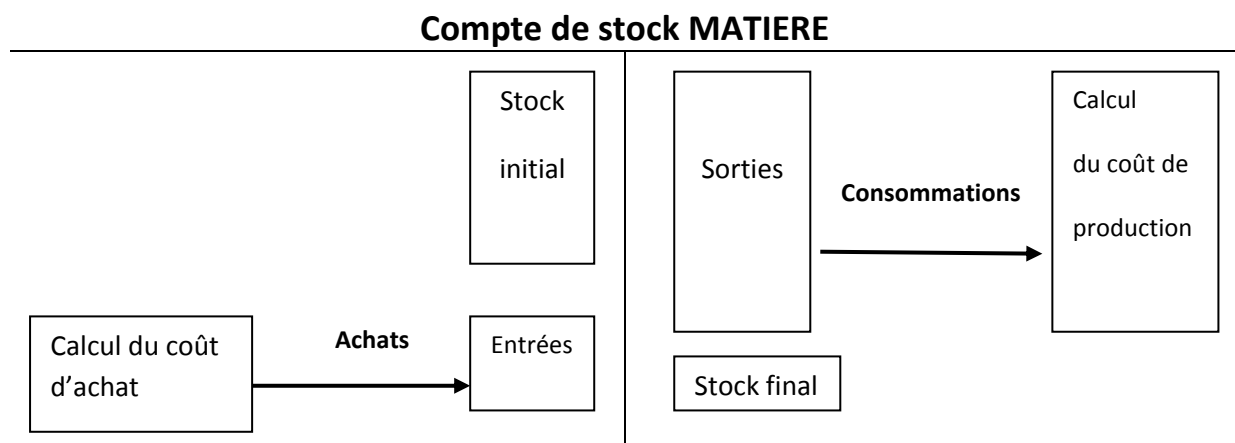 Compte de stock MATIERE
Stock
initial
Sorties
Consommations
Calcul
du coût de
production
Calcul du coût
d’achat
Achats
Entrées
Stock final